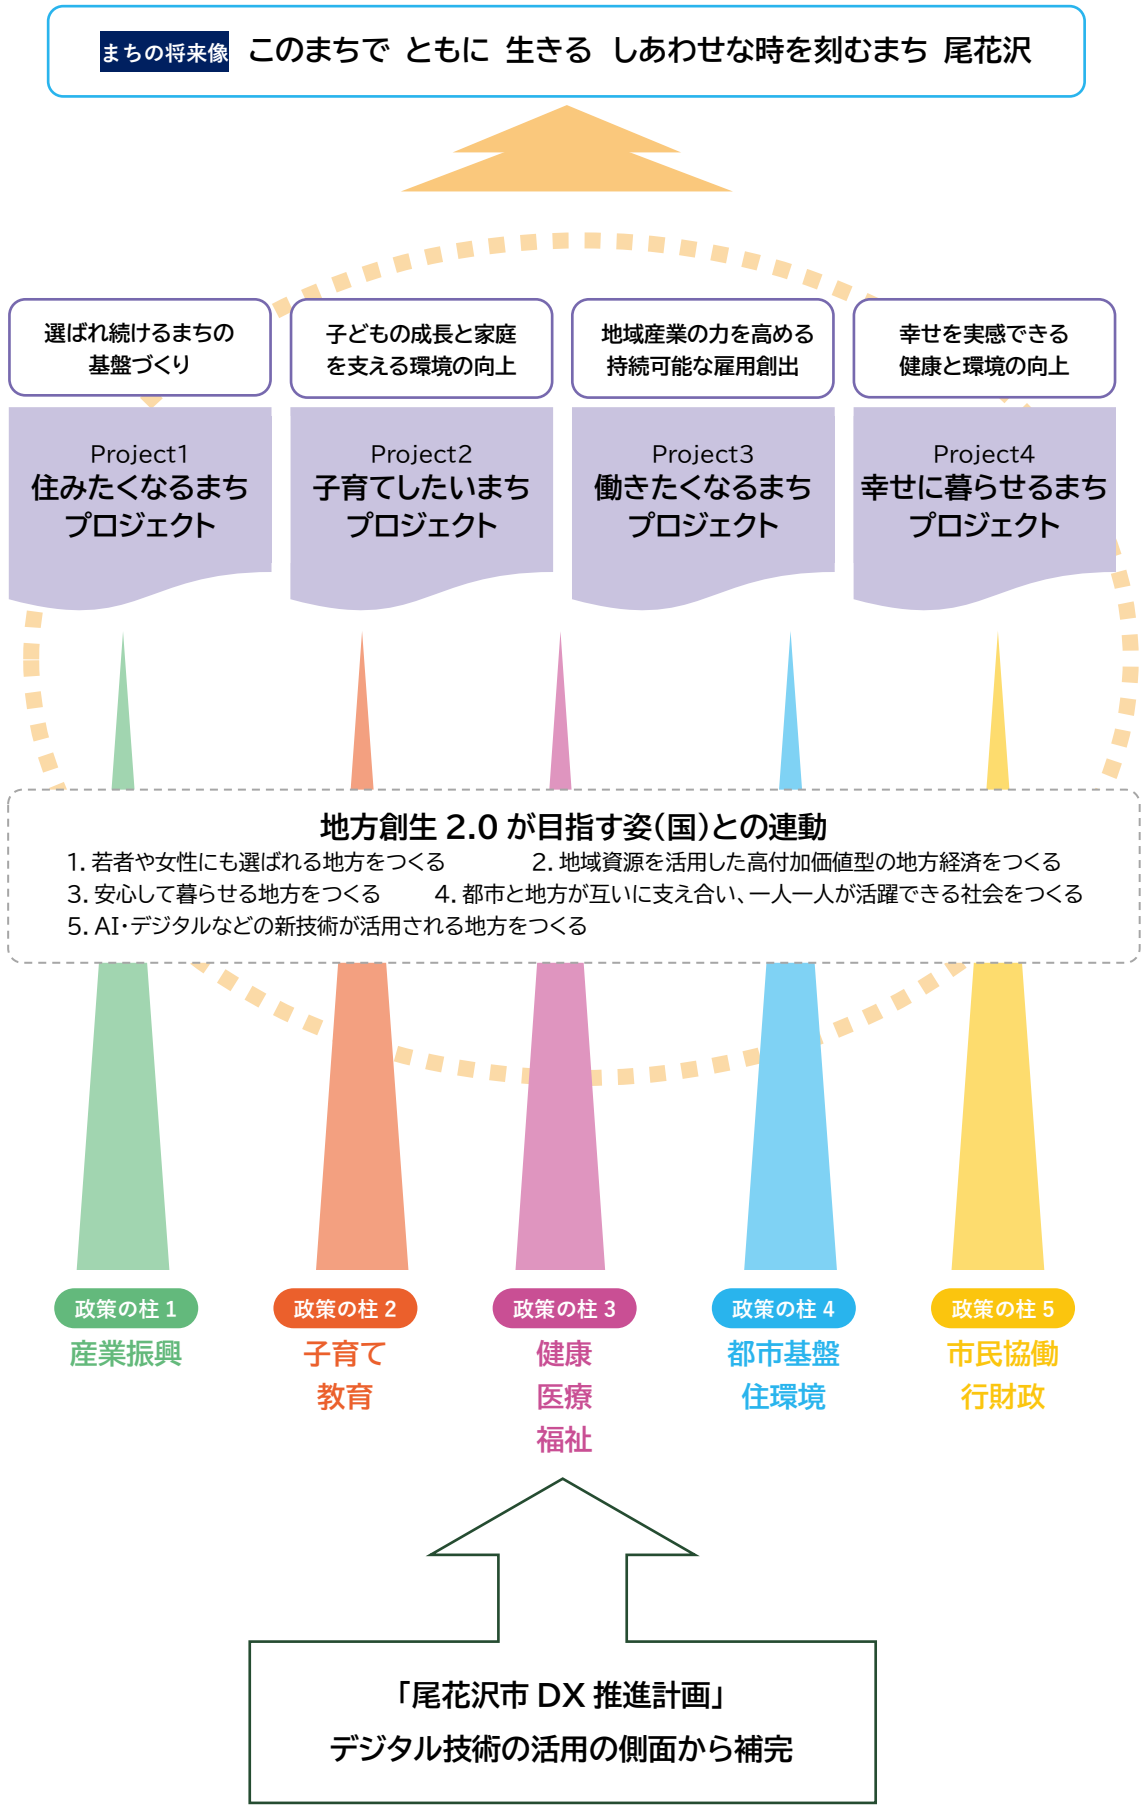 まちの将来像 このまちで ともに 生きる しあわせな時を刻むまち 尾花沢
選ばれ続けるまちの
基盤づくり
子どもの成長と家庭
を支える環境の向上
地域産業の力を高める
持続可能な雇用創出
幸せを実感できる
健康と環境の向上
Project1
住みたくなるまち
プロジェクト
Project2
子育てしたいまち
プロジェクト
Project3
働きたくなるまち
プロジェクト
Project4
幸せに暮らせるまち
プロジェクト
地方創生 2.0 が目指す姿(国)との連動
1. 若者や女性にも選ばれる地方をつくる 2. 地域資源を活用した高付加価値型の地方経済をつくる
3. 安心して暮らせる地方をつくる 4. 都市と地方が互いに支え合い、一人一人が活躍できる社会をつくる
5. AI・デジタルなどの新技術が活用される地方をつくる
政策の柱 1
産業振興
政策の柱 2
子育て
教育
政策の柱 3
健康
医療
福祉
政策の柱 4
都市基盤
住環境
政策の柱 5
市民協働
行財政
「尾花沢市 DX 推進計画」
デジタル技術の活用の側面から補完